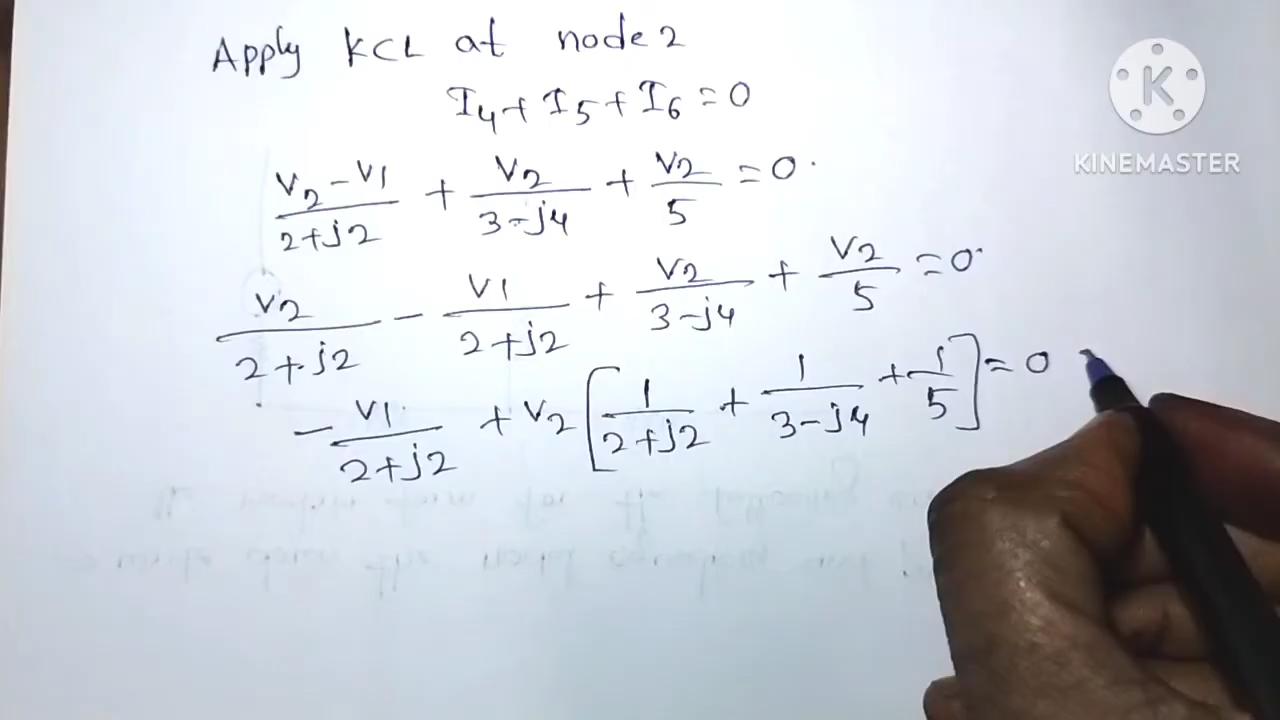 Apply KCL at node 2
I4 + I5 + I6 = 0
KINEMASTER
(V2 - V1)/(2+j2) + V2/(3-j4) + V2/5 = 0
V2/(2+j2) - V1/(2+j2) + V2/(3-j4) + V2/5 = 0
- V1/(2+j2) + V2 [1/(2+j2) + 1/(3-j4) + 1/5] = 0